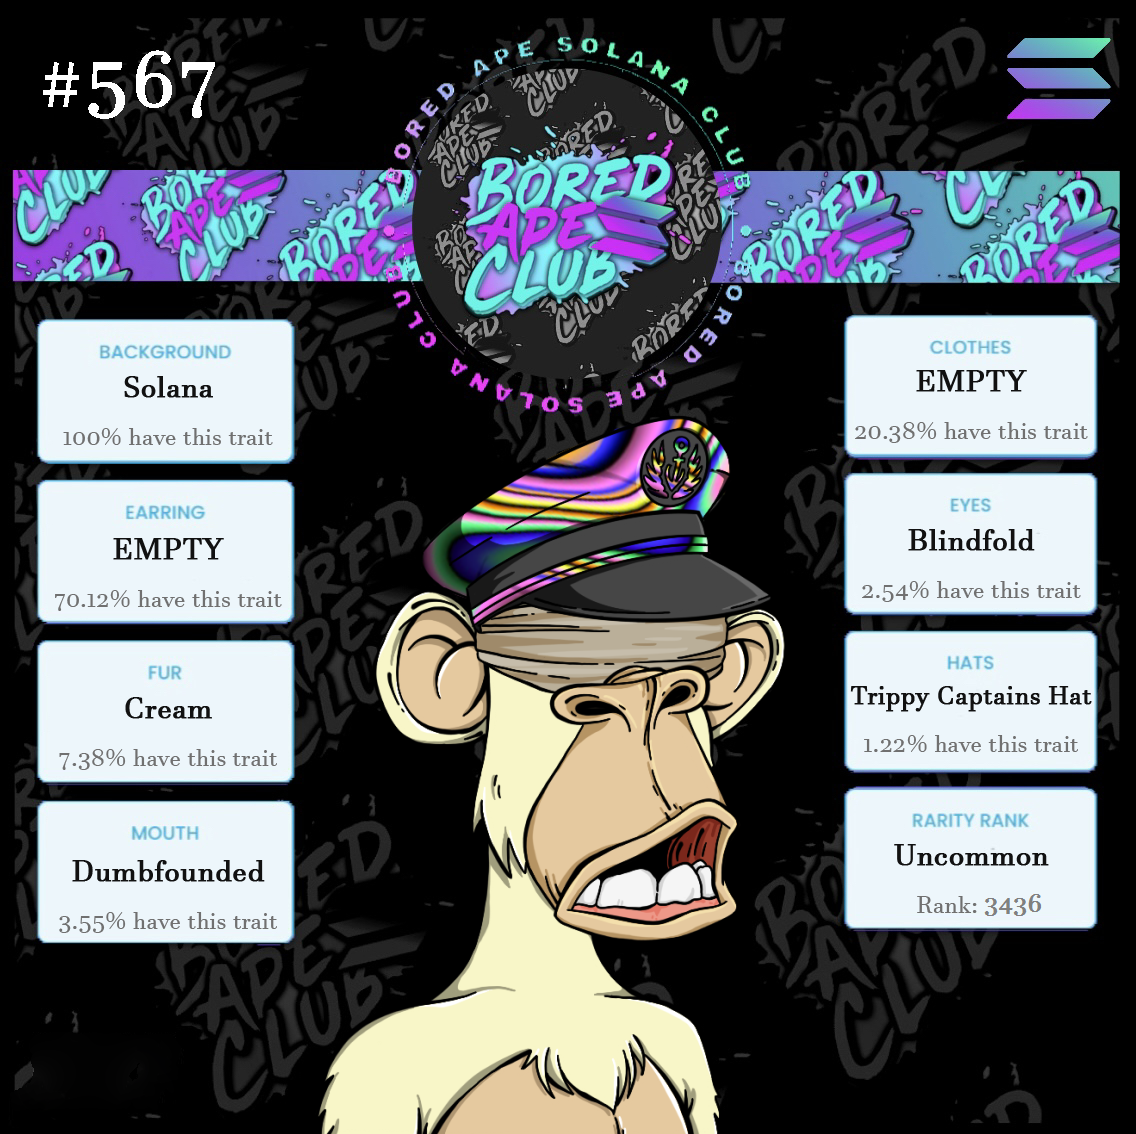 #567
BORED APE SOLANA CLUB
BORED APE SOLANA CLUB
BORED
APE
CLUB
BACKGROUND
Solana
100% have this trait
EARRING
EMPTY
70.12% have this trait
FUR
Cream
7.38% have this trait
MOUTH
Dumbfounded
3.55% have this trait
CLOTHES
EMPTY
20.38% have this trait
EYES
Blindfold
2.54% have this trait
HATS
Trippy Captains Hat
1.22% have this trait
RARITY RANK
Uncommon
Rank: 3436